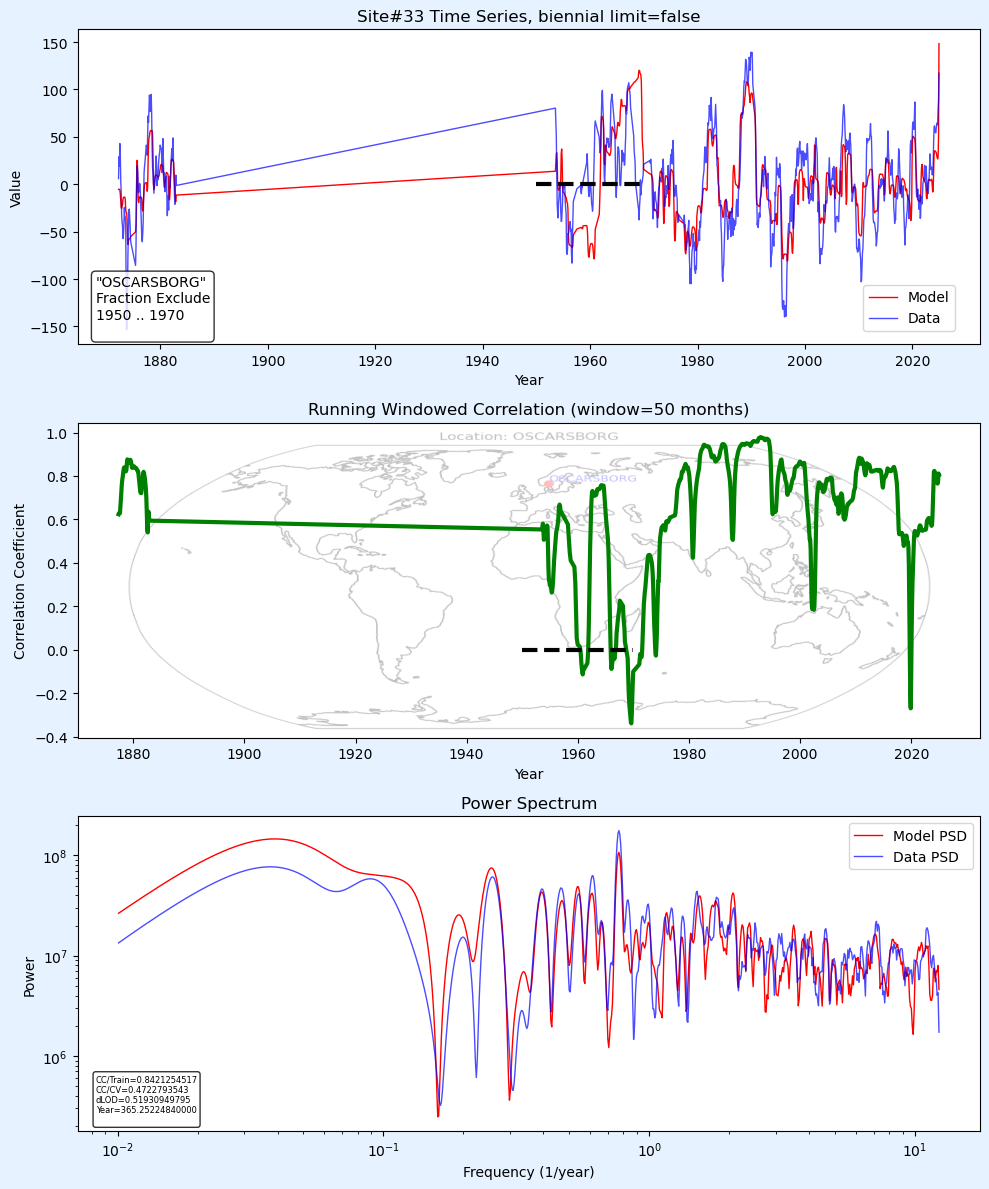 Site#33 Time Series, biennial limit=false
Value
150
100
50
0
−50
−100
−150
"OSCARSBORG"
Fraction Exclude
1950 .. 1970
Model
Data
1880 1900 1920 1940 1960 1980 2000 2020
Year
Running Windowed Correlation (window=50 months)
Location: OSCARSBORG
OSCARSBORG
Correlation Coefficient
1.0
0.8
0.6
0.4
0.2
0.0
−0.2
−0.4
1880 1900 1920 1940 1960 1980 2000 2020
Year
Power Spectrum
Model PSD
Data PSD
Power
10^8
10^7
10^6
CC/Train=0.8421254517
CC/CV=0.4722793543
dLOD=0.51930949795
Year=365.25224840000
10^−2 10^−1 10^0 10^1
Frequency (1/year)